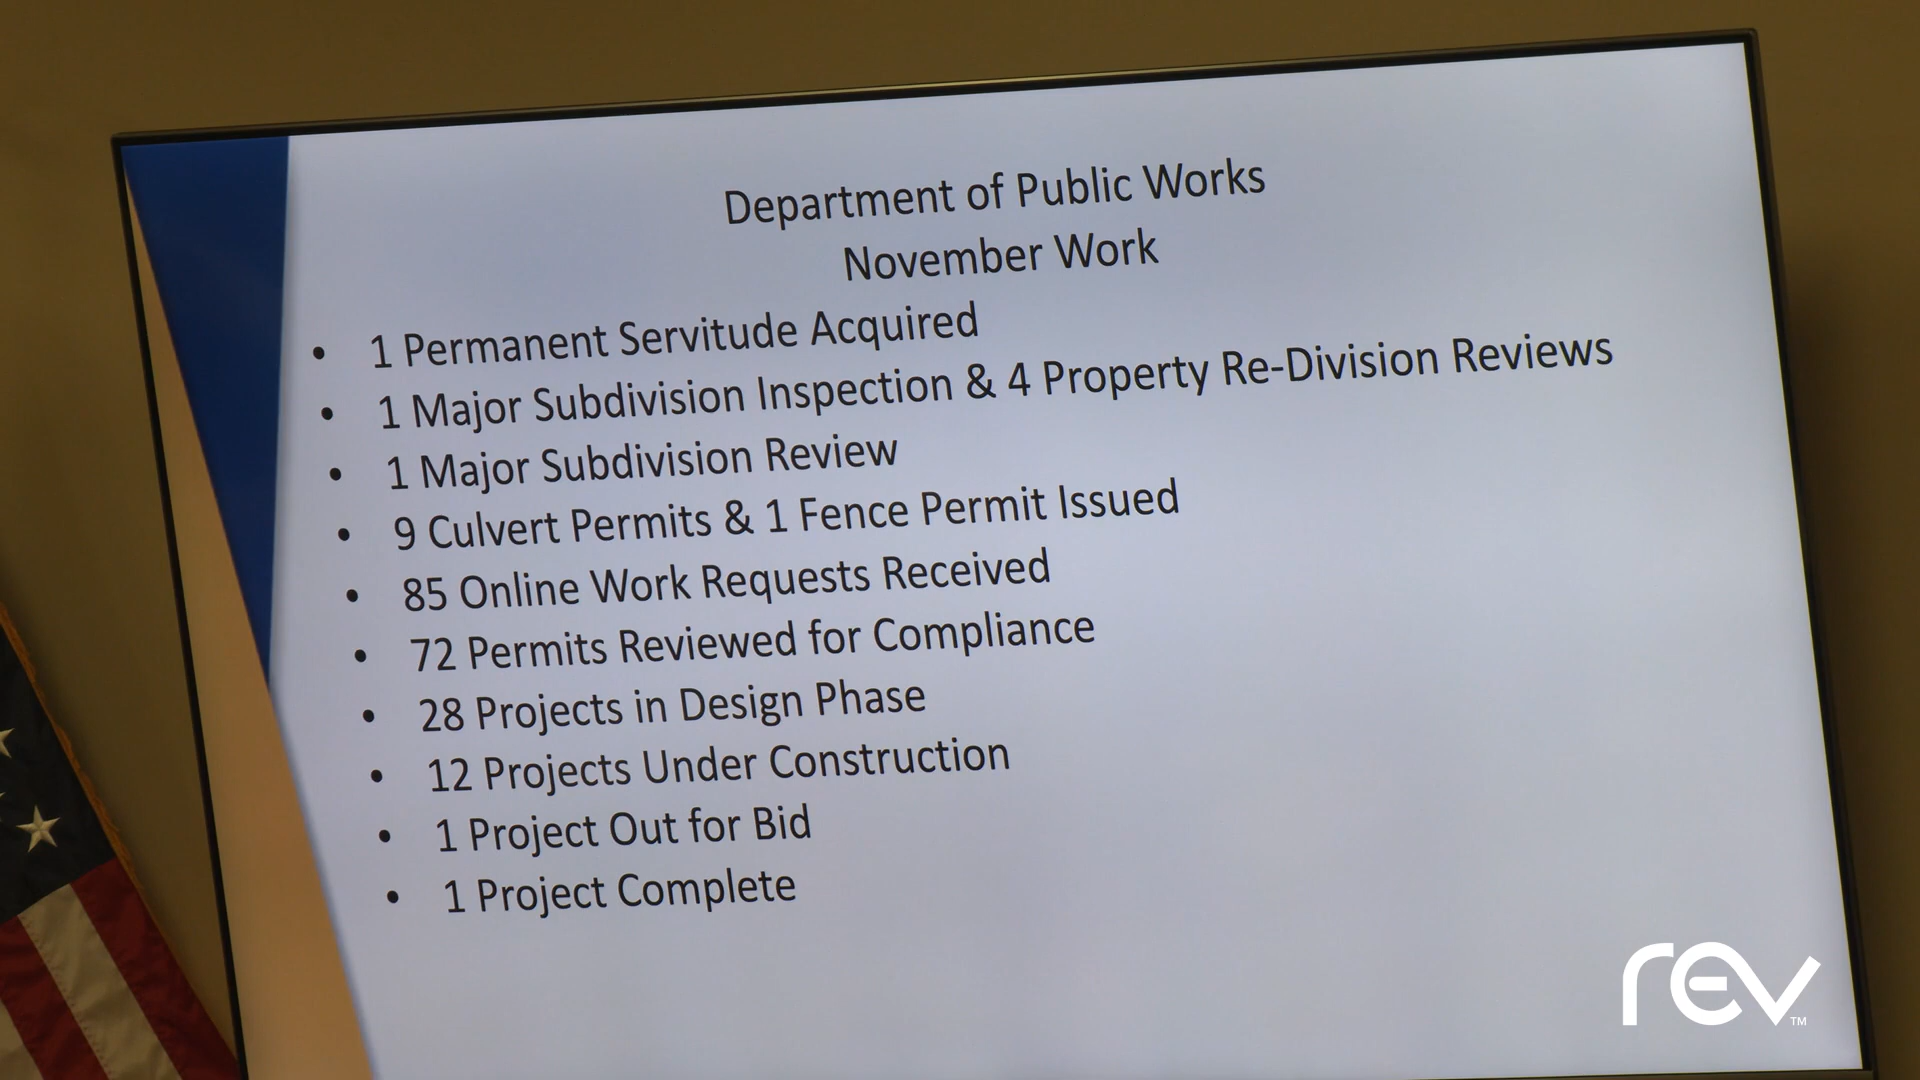 Department of Public Works
November Work
• 1 Permanent Servitude Acquired
• 1 Major Subdivision Inspection & 4 Property Re-Division Reviews
• 1 Major Subdivision Review
• 9 Culvert Permits & 1 Fence Permit Issued
• 85 Online Work Requests Received
• 72 Permits Reviewed for Compliance
• 28 Projects in Design Phase
• 12 Projects Under Construction
• 1 Project Out for Bid
• 1 Project Complete
rev™